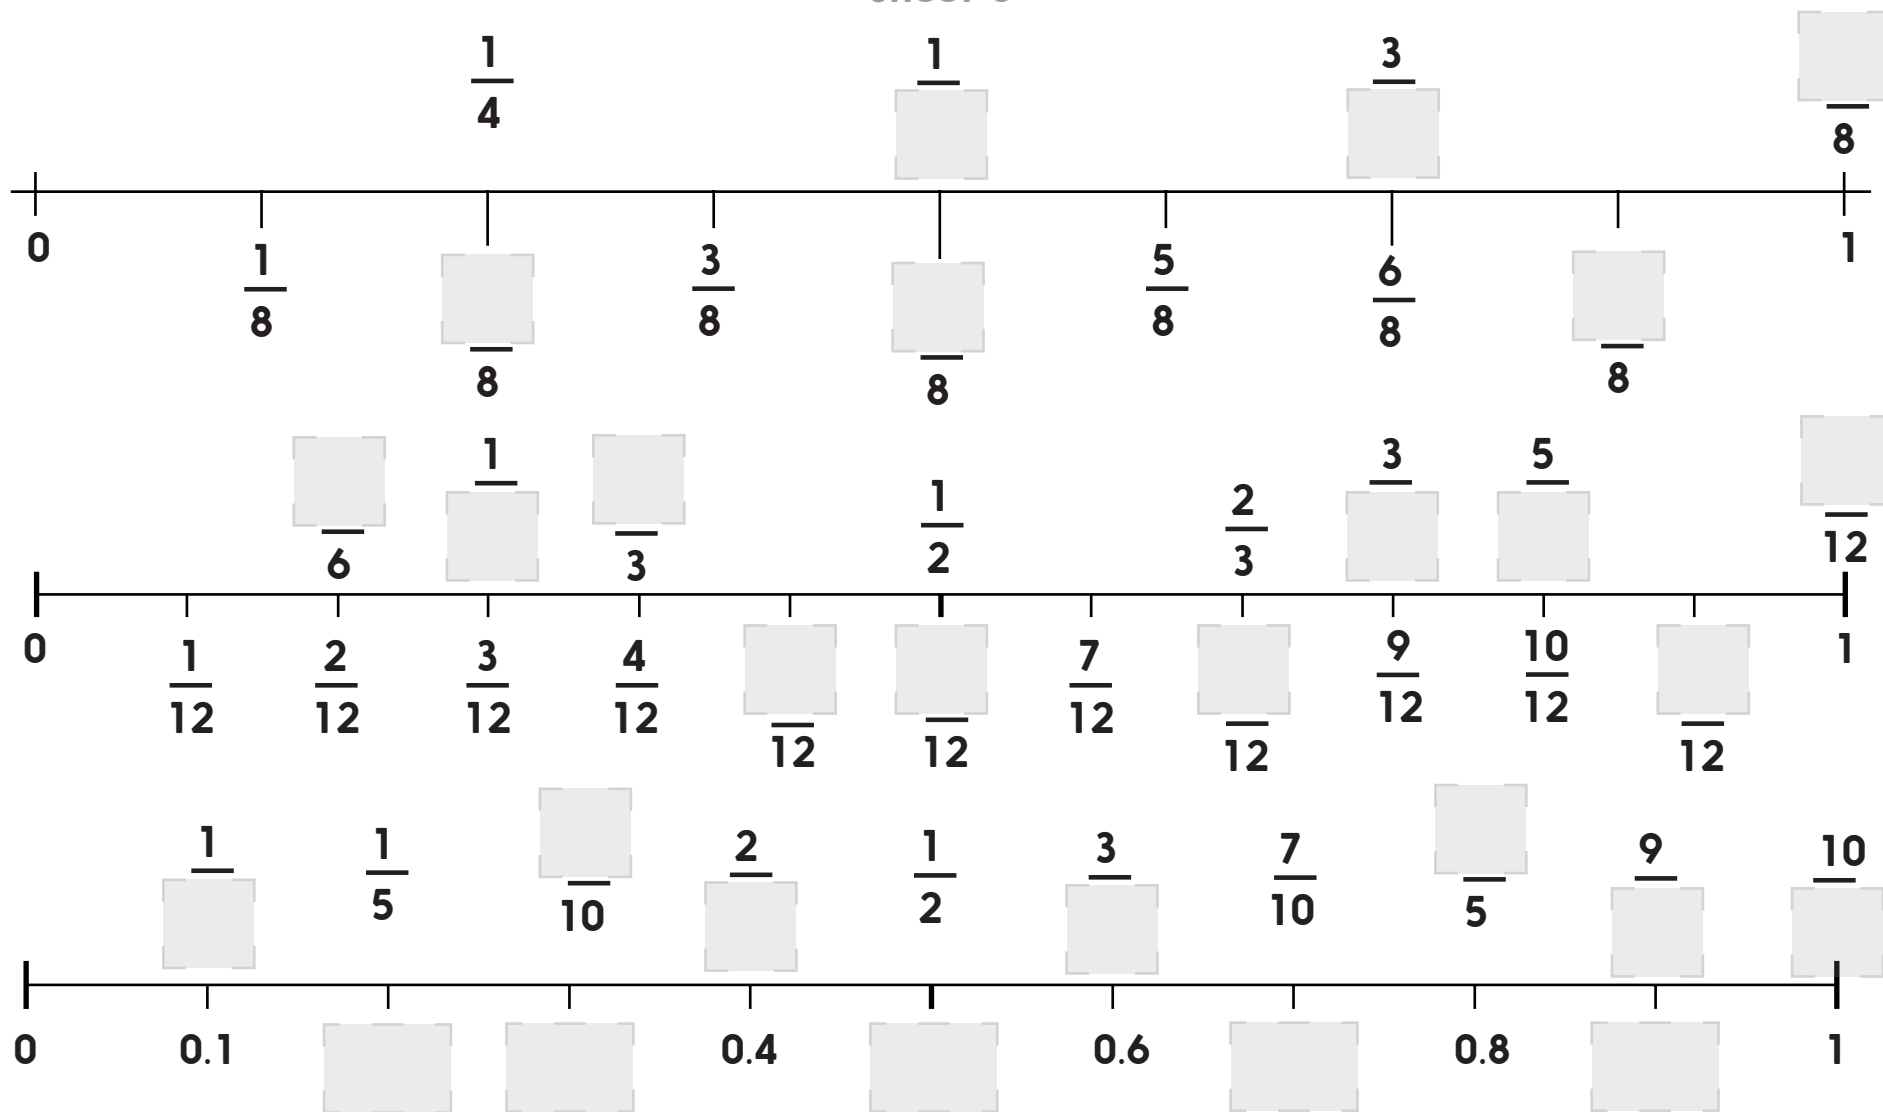 1/4 1/ 3/ /8
0 1/8 /8 3/8 /8 5/8 6/8 /8 1
/6 1/ /3 1/2 2/3 3/ 5/ /12
0 1/12 2/12 3/12 4/12 /12 /12 7/12 /12 9/12 10/12 /12 1
1/ 1/5 /10 2/ 1/2 3/ 7/10 /5 9/ 10/
0 0.1 0.4 0.6 0.8 1